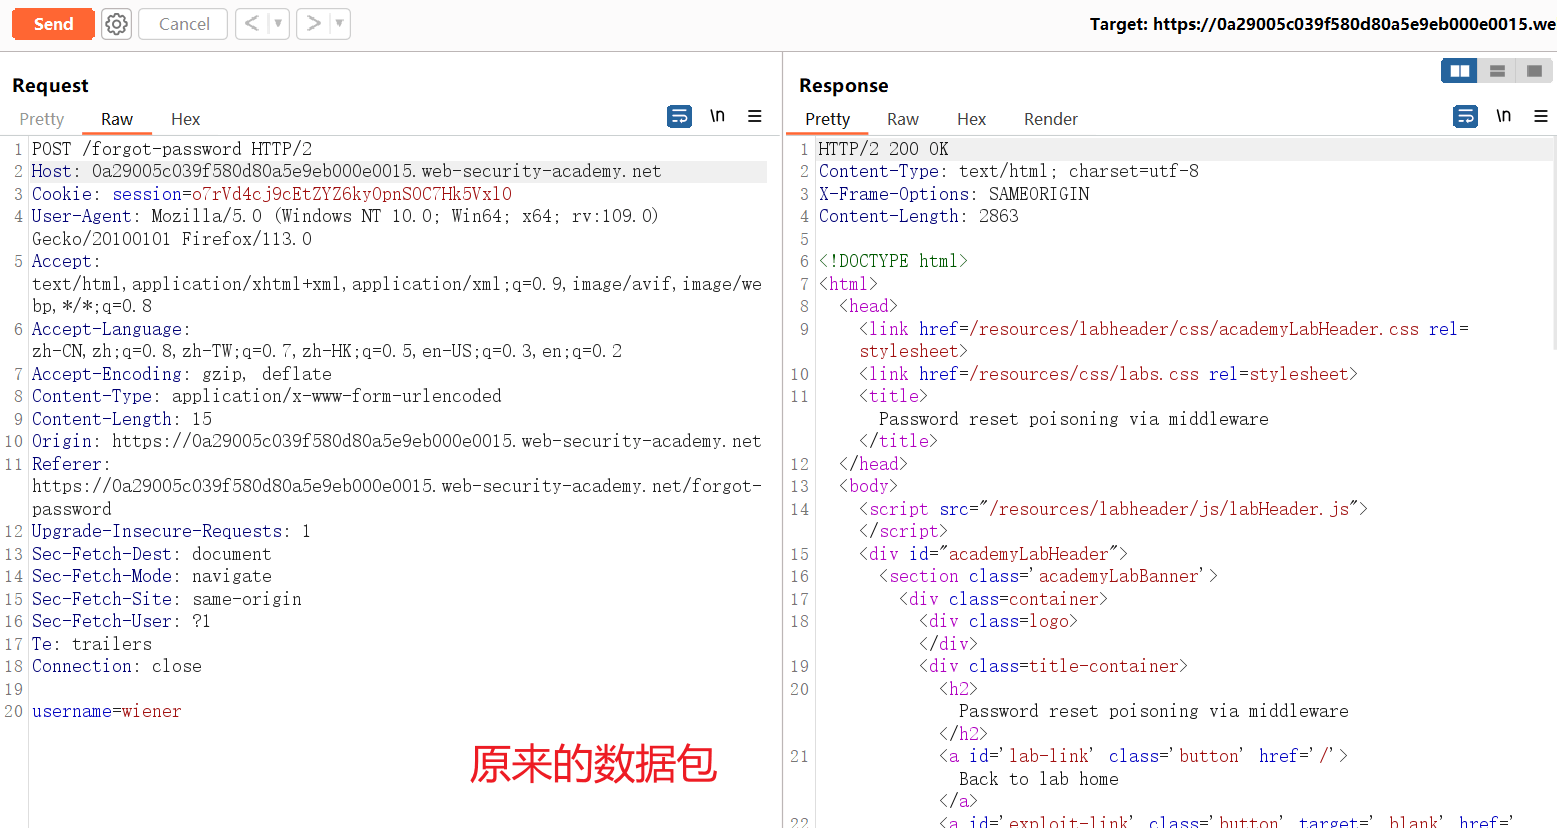 Send
Cancel
<
>
Target: https://0a29005c039f580d80a5e9eb000e0015.we
Request
Pretty
Raw
Hex
\n
1 POST /forgot-password HTTP/2
2 Host: 0a29005c039f580d80a5e9eb000e0015.web-security-academy.net
3 Cookie: session=o7rVd4cj9cEtZYZ6ky0pnS0C7Hk5Vxl0
4 User-Agent: Mozilla/5.0 (Windows NT 10.0; Win64; x64; rv:109.0)
Gecko/20100101 Firefox/113.0
5 Accept:
text/html,application/xhtml+xml,application/xml;q=0.9,image/avif,image/we
bp,*/*;q=0.8
6 Accept-Language:
zh-CN,zh;q=0.8,zh-TW;q=0.7,zh-HK;q=0.5,en-US;q=0.3,en;q=0.2
7 Accept-Encoding: gzip, deflate
8 Content-Type: application/x-www-form-urlencoded
9 Content-Length: 15
10 Origin: https://0a29005c039f580d80a5e9eb000e0015.web-security-academy.net
11 Referer:
https://0a29005c039f580d80a5e9eb000e0015.web-security-academy.net/forgot-
password
12 Upgrade-Insecure-Requests: 1
13 Sec-Fetch-Dest: document
14 Sec-Fetch-Mode: navigate
15 Sec-Fetch-Site: same-origin
16 Sec-Fetch-User: ?1
17 Te: trailers
18 Connection: close
19
20 username=wiener
原来的数据包
Response
Pretty
Raw
Hex
Render
\n
1 HTTP/2 200 OK
2 Content-Type: text/html; charset=utf-8
3 X-Frame-Options: SAMEORIGIN
4 Content-Length: 2863
5
6 <!DOCTYPE html>
7 <html>
8 <head>
9 <link href=/resources/labheader/css/academyLabHeader.css rel=
stylesheet>
10 <link href=/resources/css/labs.css rel=stylesheet>
11 <title>
Password reset poisoning via middleware
</title>
12 </head>
13 <body>
14 <script src="/resources/labheader/js/labHeader.js">
</script>
15 <div id="academyLabHeader">
16 <section class='academyLabBanner'>
17 <div class=container>
18 <div class=logo>
</div>
19 <div class=title-container>
20 <h2>
Password reset poisoning via middleware
</h2>
21 <a id='lab-link' class='button' href='/'>
Back to lab home
</a>
22 <a id='exploit-link' class='button' target='_blank' href='